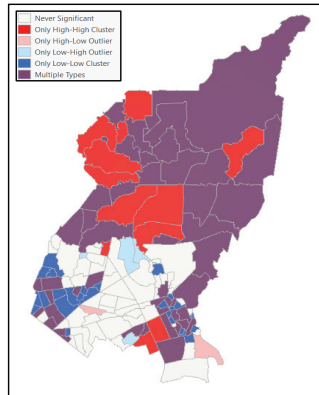 Never Significant
Only High-High Cluster
Only High-Low Outlier
Only Low-High Outlier
Only Low-Low Cluster
Multiple Types